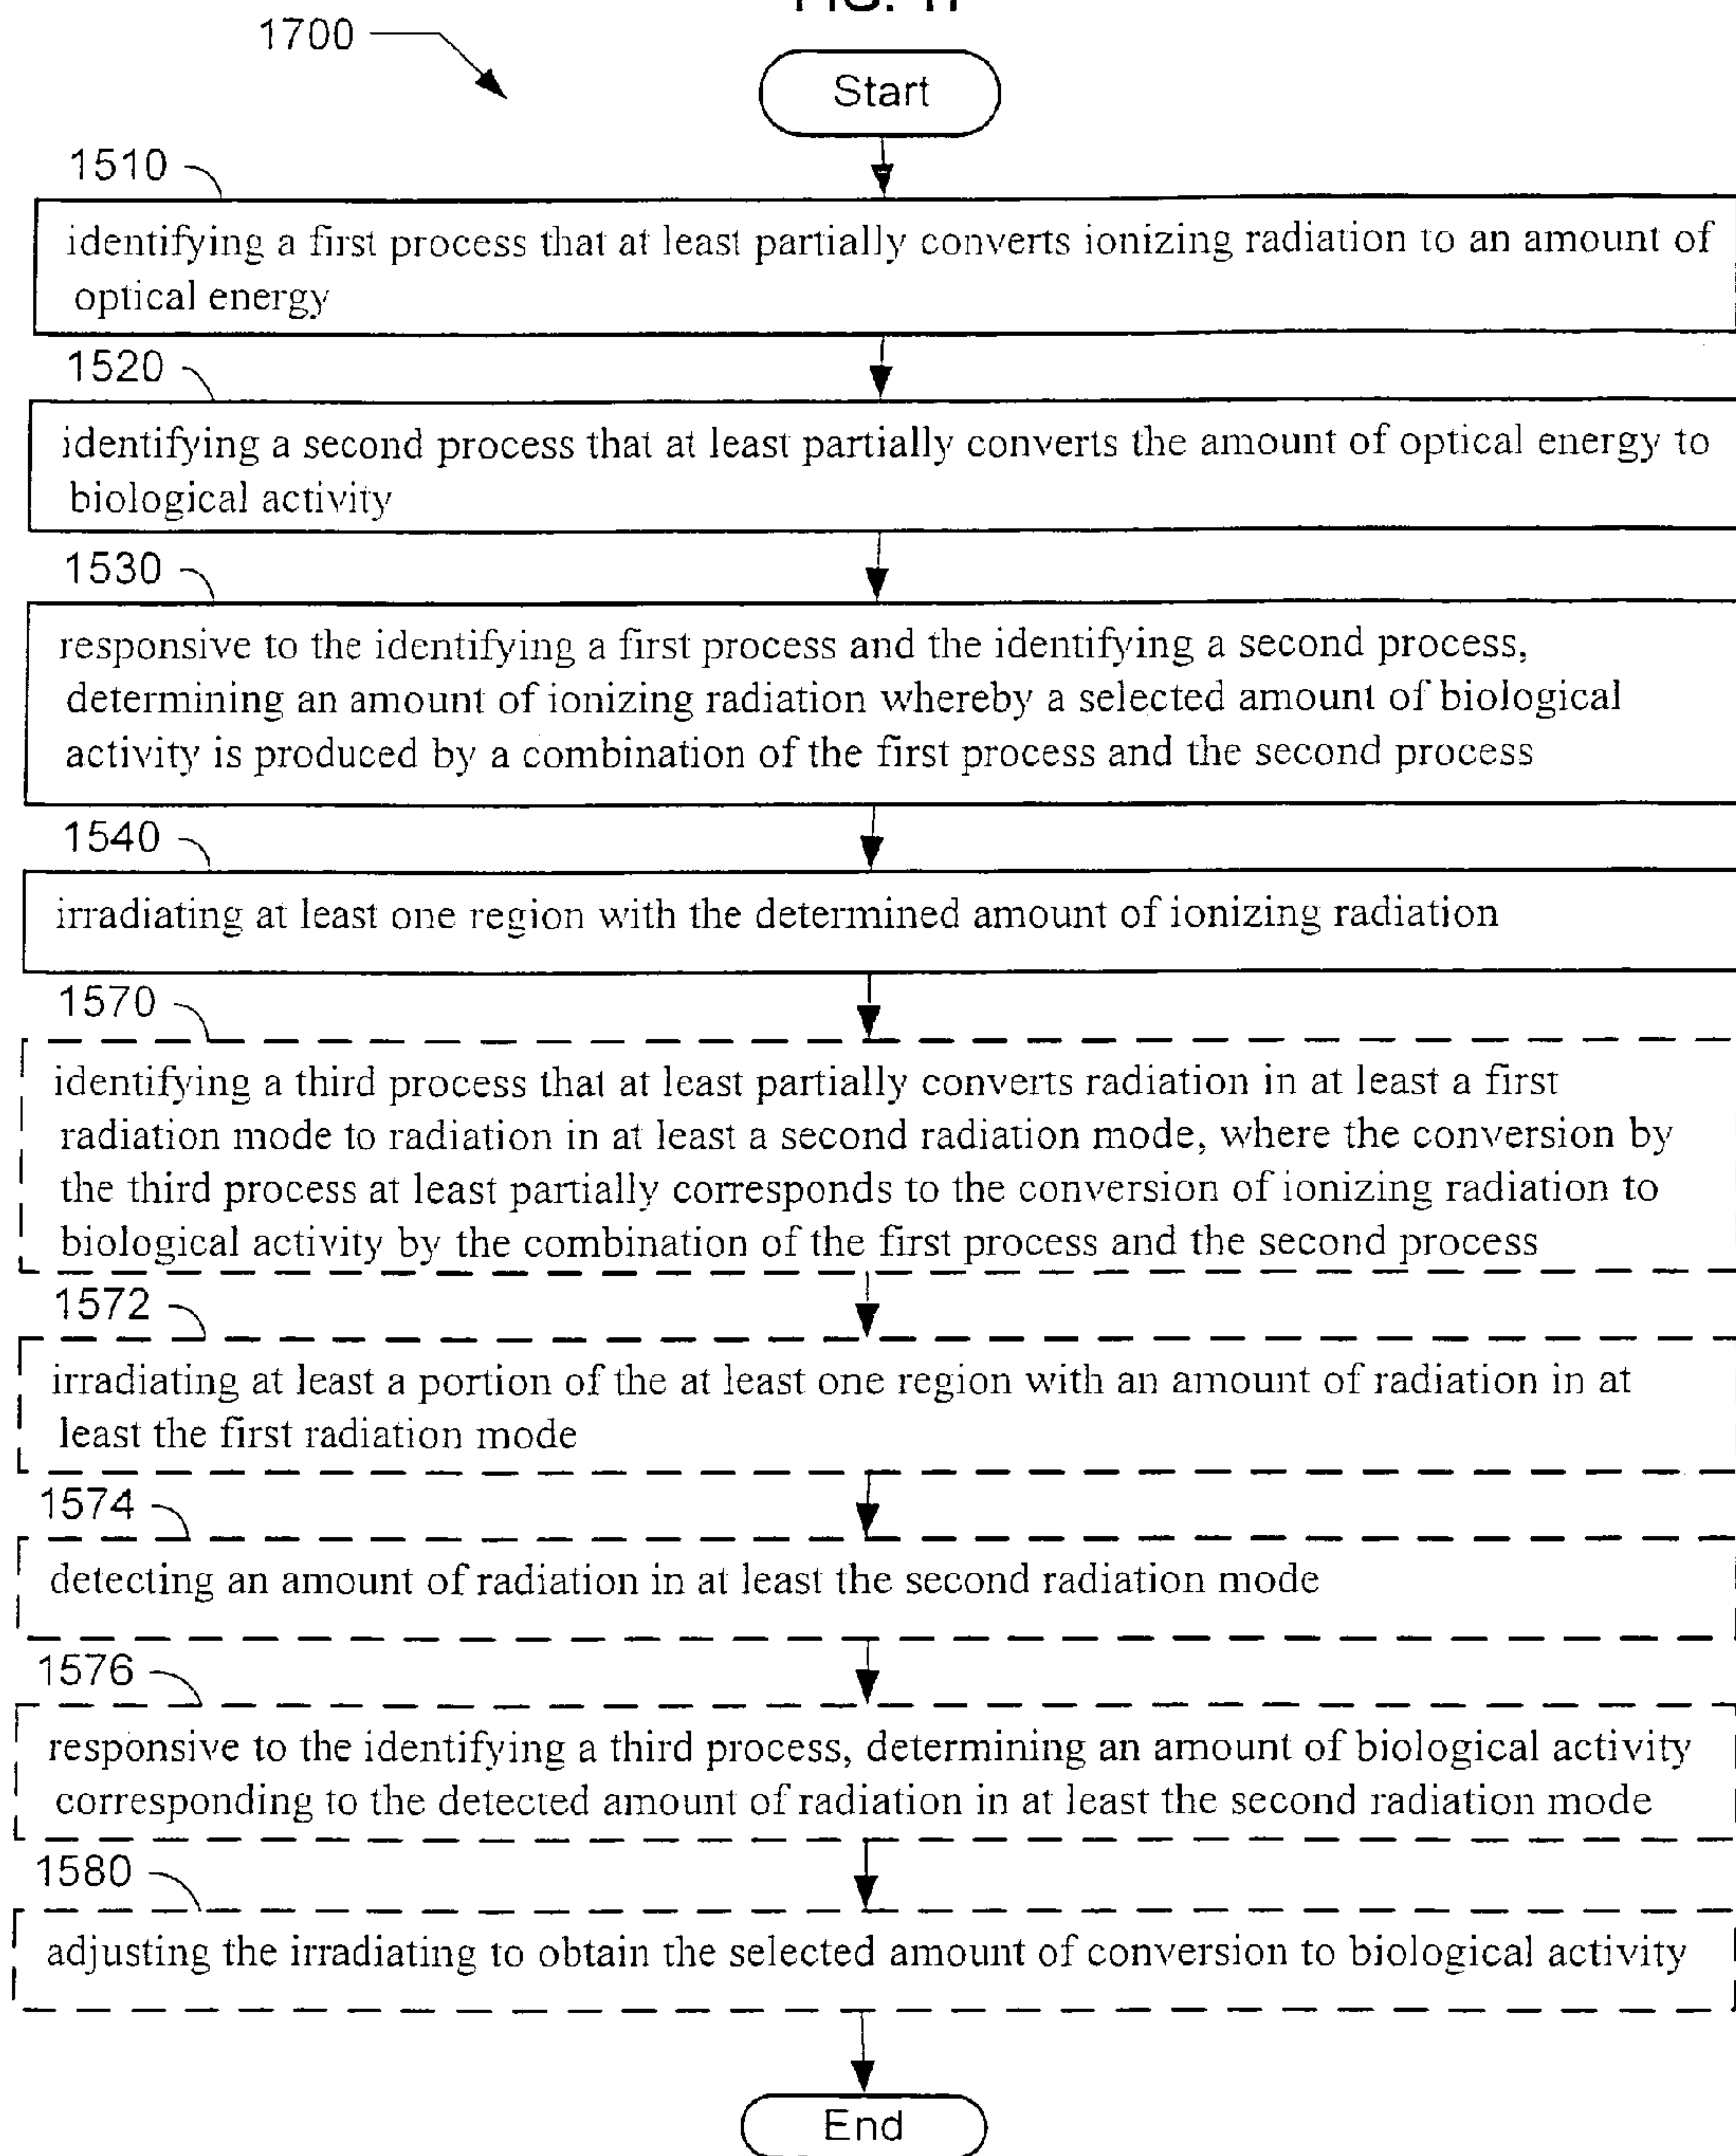 FIG. 17
1700
Start
1510
identifying a first process that at least partially converts ionizing radiation to an amount of
optical energy
1520
identifying a second process that at least partially converts the amount of optical energy to
biological activity
1530
responsive to the identifying a first process and the identifying a second process,
determining an amount of ionizing radiation whereby a selected amount of biological
activity is produced by a combination of the first process and the second process
1540
irradiating at least one region with the determined amount of ionizing radiation
1570
identifying a third process that at least partially converts radiation in at least a first
radiation mode to radiation in at least a second radiation mode, where the conversion by
the third process at least partially corresponds to the conversion of ionizing radiation to
biological activity by the combination of the first process and the second process
1572
irradiating at least a portion of the at least one region with an amount of radiation in at
least the first radiation mode
1574
detecting an amount of radiation in at least the second radiation mode
1576
responsive to the identifying a third process, determining an amount of biological activity
corresponding to the detected amount of radiation in at least the second radiation mode
1580
adjusting the irradiating to obtain the selected amount of conversion to biological activity
End